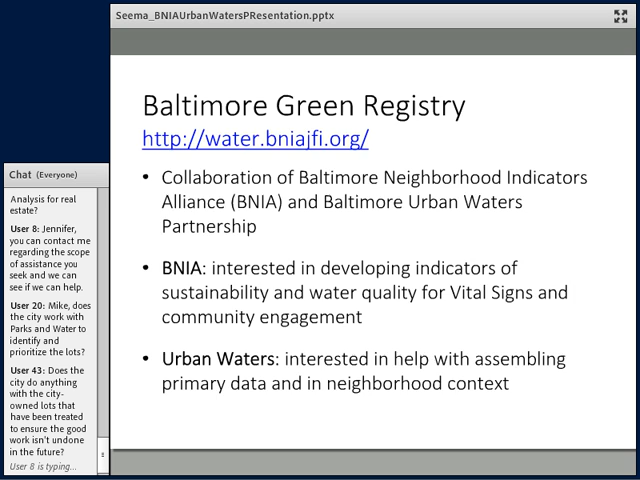 Seema_BNIAUrbanWatersPResentation.pptx
Baltimore Green Registry
http://water.bniajfi.org/
• Collaboration of Baltimore Neighborhood Indicators
Alliance (BNIA) and Baltimore Urban Waters
Partnership
• BNIA: interested in developing indicators of
sustainability and water quality for Vital Signs and
community engagement
• Urban Waters: interested in help with assembling
primary data and in neighborhood context
Chat (Everyone)
Analysis for real
estate?
User 8: Jennifer,
you can contact me
regarding the scope
of assistance you
seek and we can
see if we can help.
User 20: Mike, does
the city work with
Parks and Water to
identify and
prioritize the lots?
User 43: Does the
city do anything
with the city-
owned lots that
have been treated
to ensure the good
work isn't undone
in the future?
User 8 is typing...